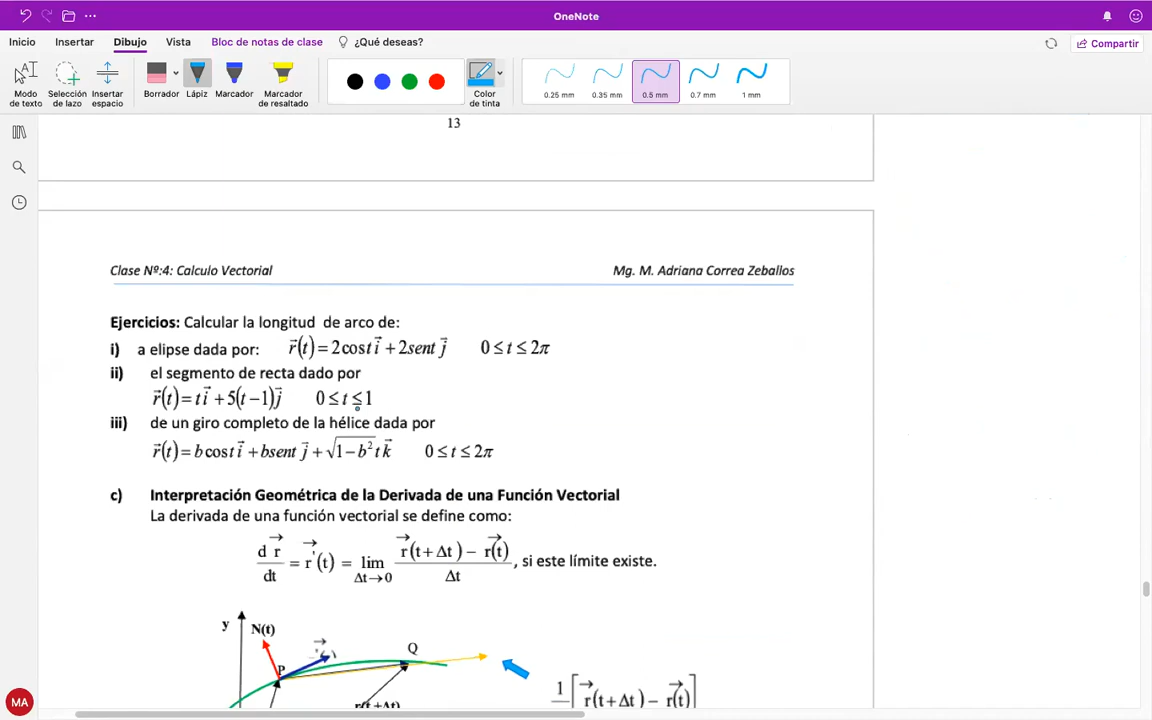 OneNote
Inicio Insertar Dibujo Vista Bloc de notas de clase ¿Qué deseas? Compartir
Modo de texto Selección de lazo Insertar espacio Borrador Lápiz Marcador Marcador de resaltado Color de tinta 0.25 mm 0.35 mm 0.5 mm 0.7 mm 1 mm
13
Clase Nº:4: Calculo Vectorial Mg. M. Adriana Correa Zeballos
Ejercicios: Calcular la longitud de arco de:
i) a elipse dada por: r⃗(t) = 2cost i⃗ + 2sent j⃗ 0 ≤ t ≤ 2π
ii) el segmento de recta dado por
r⃗(t) = t i⃗ + 5(t − 1)j⃗ 0 ≤ t ≤ 1
iii) de un giro completo de la hélice dada por
r⃗(t) = b cost i⃗ + bsent j⃗ + √(1 − b²) t k⃗ 0 ≤ t ≤ 2π
c) Interpretación Geométrica de la Derivada de una Función Vectorial
La derivada de una función vectorial se define como:
d r⃗/dt = r⃗'(t) = lim Δt→0 (r⃗(t + Δt) − r⃗(t))/Δt , si este límite existe.
y N(t) Q
P
r(t+Δt) 1 [r⃗(t + Δt) − r⃗(t)]
MA